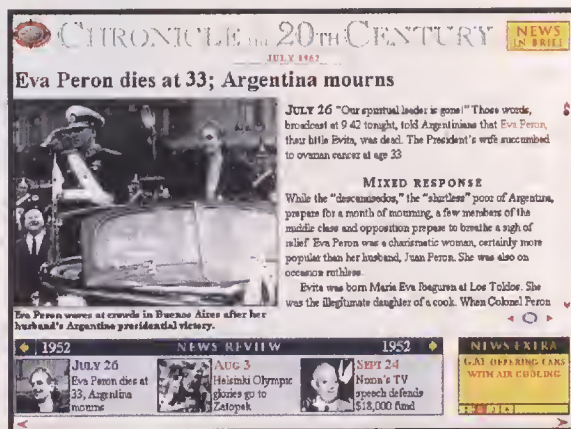 CHRONICLE OF THE 20TH CENTURY
NEWS
IN BRIEF
JULY 1952
Eva Peron dies at 33; Argentina mourns
JULY 26 "Our spiritual leader is gone!" Those words,
broadcast at 9 42 tonight, told Argentinians that Eva Peron,
their little Evita, was dead. The President's wife succumbed
to ovarian cancer at age 33
MIXED RESPONSE
While the "descamisedos," the "shirtless" poor of Argentina,
prepare for a month of mourning, a few members of the
middle class and opposition prepare to breathe a sigh of
relief Eva Peron was a charismatic woman, certainly more
popular than her husband, Juan Peron. She was also on
occasion ruthless.
Evita was born Maria Eva Ibaguren at Los Toldos. She
was the illegitimate daughter of a cook. When Colonel Peron
Eva Peron waves at crowds in Buenos Aires after her
husband's Argentine presidential victory.
1952 NEWS REVIEW 1952
JULY 26
Eva Peron dies at
33, Argentina
mourns
AUG 3
Helsinki Olympic
glories go to
Zatopek
SEPT 24
Nixon's TV
speech defends
$18,000 fund
NEWS EXTRA
G.M. OFFERING CARS
WITH AIR COOLING